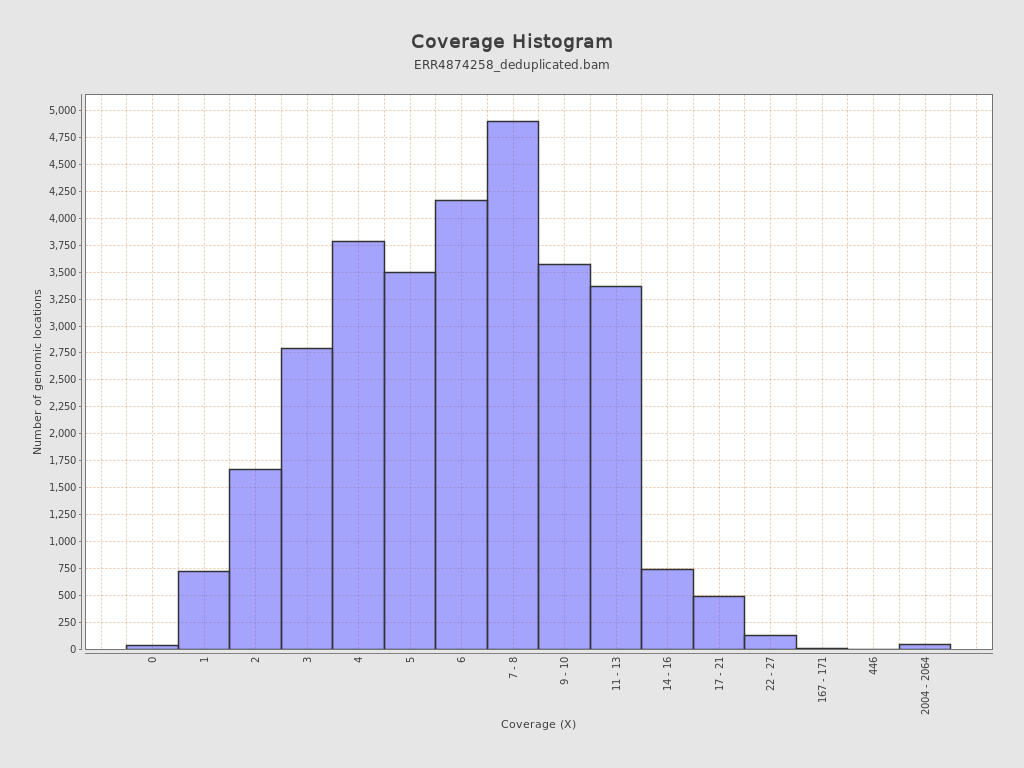 Coverage Histogram
ERR4874258_deduplicated.bam
Number of genomic locations
5,000
4,750
4,500
4,250
4,000
3,750
3,500
3,250
3,000
2,750
2,500
2,250
2,000
1,750
1,500
1,250
1,000
750
500
250
0
0
1
2
3
4
5
6
7 - 8
9 - 10
11 - 13
14 - 16
17 - 21
22 - 27
167 - 171
446
2004 - 2064
Coverage (X)